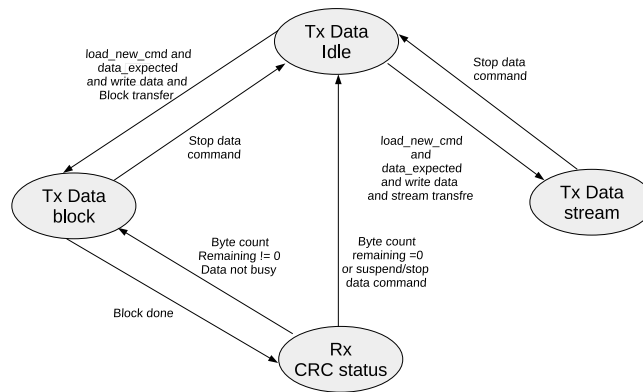 Tx Data
Idle
load_new_cmd and
data_expected
and write data and
Block transfer
Stop data
command
Stop data
command
load_new_cmd
and
data_expected
and write data
and stream transfre
Tx Data
block
Tx Data
stream
Byte count
Remaining != 0
Data not busy
Byte count
remaining =0
or suspend/stop
data command
Block done
Rx
CRC status